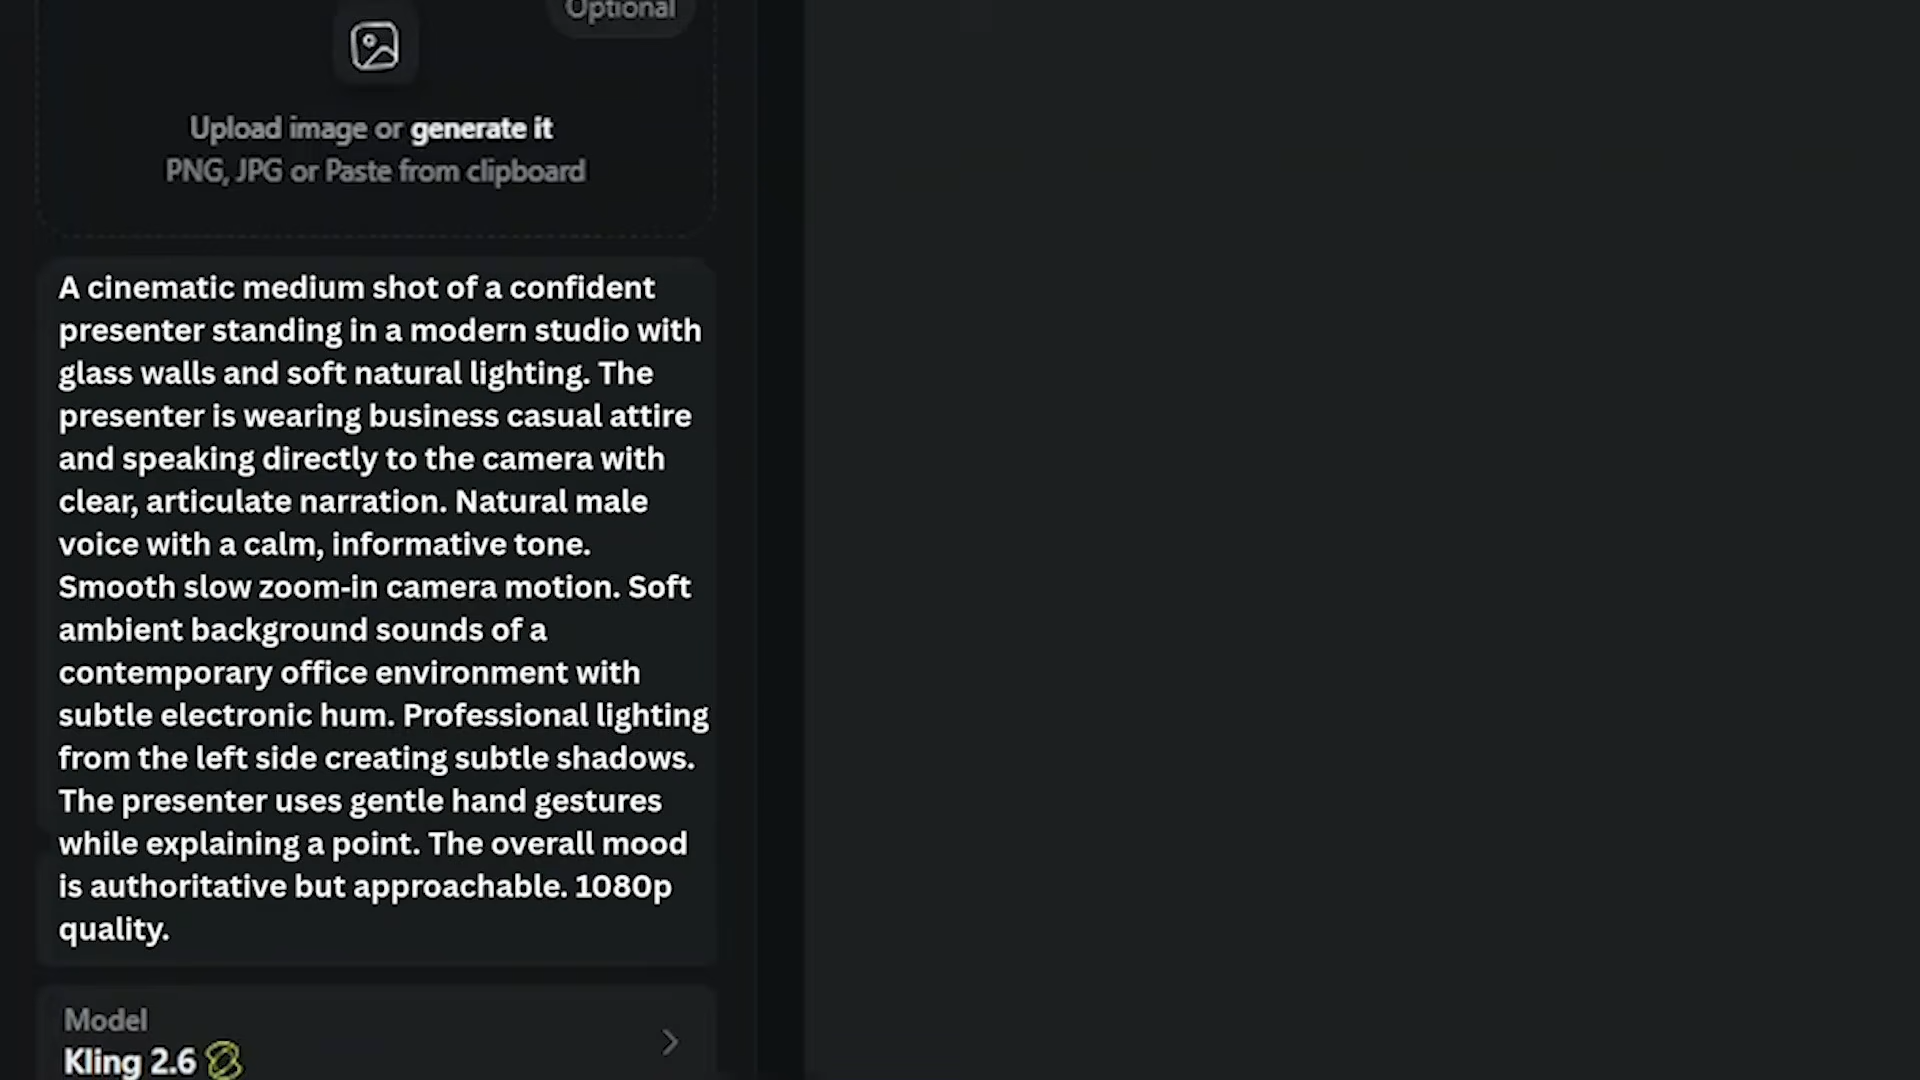 Optional
Upload image or generate it
PNG, JPG or Paste from clipboard
A cinematic medium shot of a confident
presenter standing in a modern studio with
glass walls and soft natural lighting. The
presenter is wearing business casual attire
and speaking directly to the camera with
clear, articulate narration. Natural male
voice with a calm, informative tone.
Smooth slow zoom-in camera motion. Soft
ambient background sounds of a
contemporary office environment with
subtle electronic hum. Professional lighting
from the left side creating subtle shadows.
The presenter uses gentle hand gestures
while explaining a point. The overall mood
is authoritative but approachable. 1080p
quality.
Model
Kling 2.6